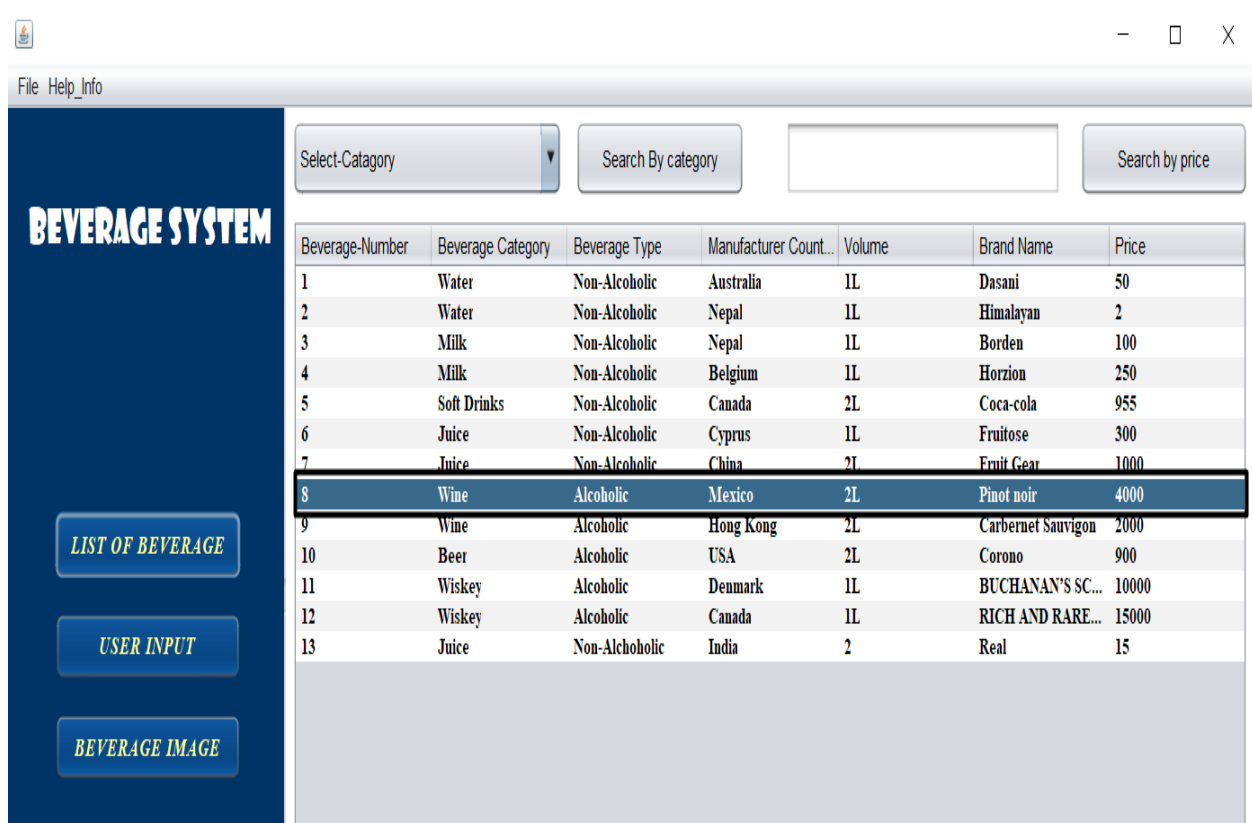 File Help_Info
Select-Catagory Search By category Search by price
BEVERAGE SYSTEM
Beverage-Number Beverage Category Beverage Type Manufacturer Count... Volume Brand Name Price
1 Water Non-Alcoholic Australia 1L Dasani 50
2 Water Non-Alcoholic Nepal 1L Himalayan 2
3 Milk Non-Alcoholic Nepal 1L Borden 100
4 Milk Non-Alcoholic Belgium 1L Horzion 250
5 Soft Drinks Non-Alcoholic Canada 2L Coca-cola 955
6 Juice Non-Alcoholic Cyprus 1L Fruitose 300
7 Juice Non-Alcoholic China 2L Fruit Gear 1000
8 Wine Alcoholic Mexico 2L Pinot noir 4000
9 Wine Alcoholic Hong Kong 2L Carbernet Sauvigon 2000
10 Beer Alcoholic USA 2L Corono 900
11 Wiskey Alcoholic Denmark 1L BUCHANAN'S SC... 10000
12 Wiskey Alcoholic Canada 1L RICH AND RARE... 15000
13 Juice Non-Alchoholic India 2 Real 15
LIST OF BEVERAGE
USER INPUT
BEVERAGE IMAGE